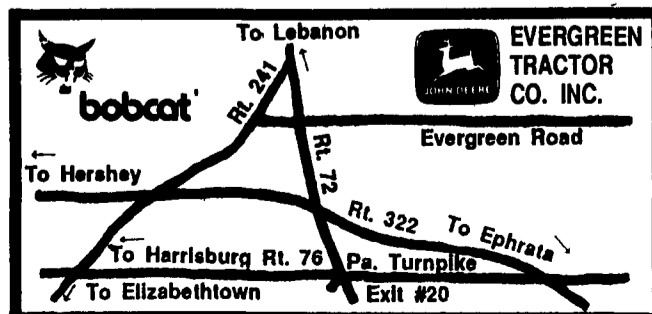 To Lebanon
bobcat
JOHN DEERE
EVERGREEN
TRACTOR
CO. INC.
Rt. 241
Evergreen Road
Rt. 72
To Hershey
Rt. 322
To Ephrata
To Harrisburg Rt. 76
Pa. Turnpike
To Elizabethtown
Exit #20